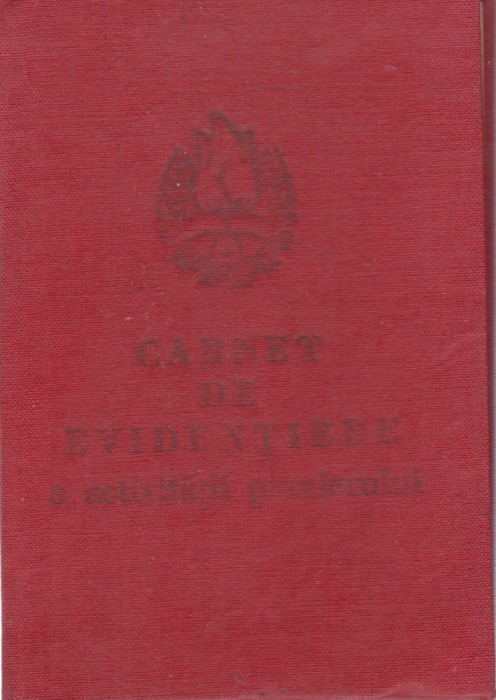 CARNET
DE
EVIDENȚIERE
a activității pionierului